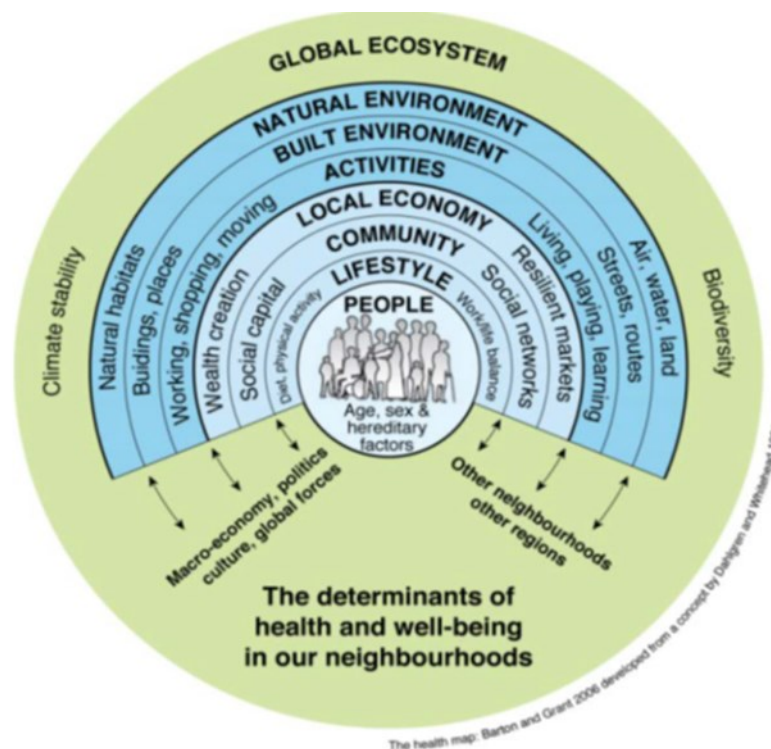 GLOBAL ECOSYSTEM
NATURAL ENVIRONMENT
BUILT ENVIRONMENT
ACTIVITIES
LOCAL ECONOMY
COMMUNITY
LIFESTYLE
PEOPLE
Age, sex &
hereditary
factors
Climate stability
Natural habitats
Buidings, places
Working, shopping, moving
Wealth creation
Social capital
Diet, physical activity
Work/life balance
Social networks
Resilient markets
Living, playing, learning
Streets, routes
Air, water, land
Biodiversity
Macro-economy, politics
culture, global forces
Other neighbourhoods
other regions
The determinants of
health and well-being
in our neighbourhoods
The health map: Barton and Grant 2006 developed from a concept by Dahlgren and Whitehead